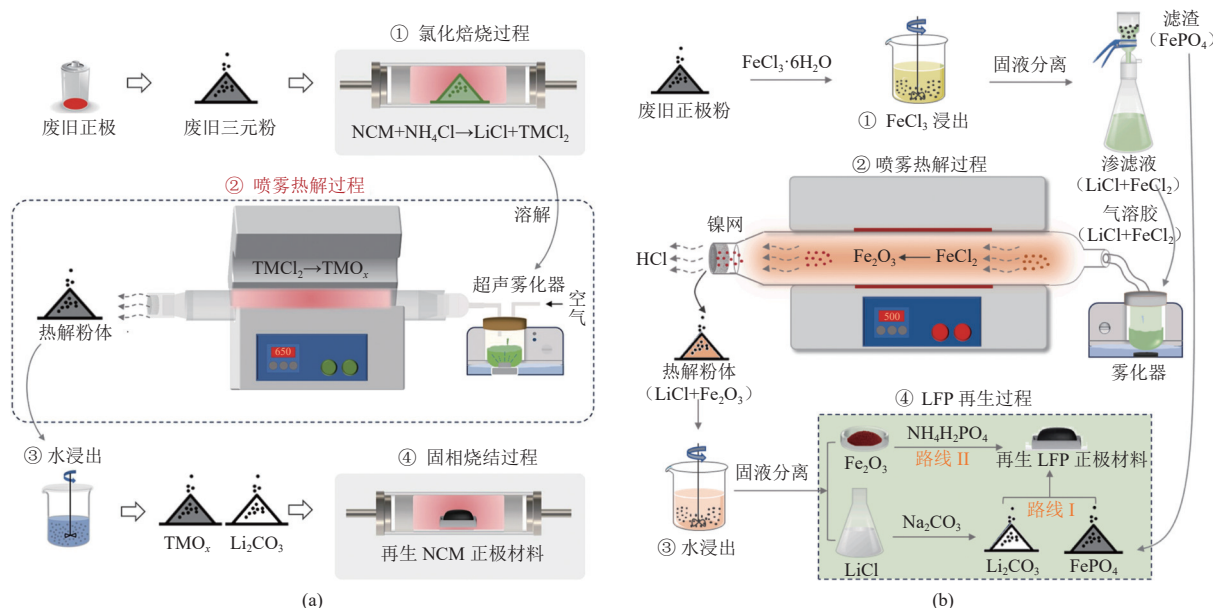 ① 氯化焙烧过程
废旧正极
废旧三元粉
NCM+NH₄Cl→LiCl+TMCl₂
② 喷雾热解过程
溶解
TMCl₂→TMOₓ
超声雾化器
空气
热解粉体
650
③ 水浸出
④ 固相烧结过程
TMOₓ
Li₂CO₃
再生 NCM 正极材料
(a)
滤渣
(FePO₄)
FeCl₃·6H₂O
固液分离
废旧正极粉
① FeCl₃ 浸出
渗滤液
(LiCl+FeCl₂)
② 喷雾热解过程
气溶胶
(LiCl+FeCl₂)
镍网
HCl
Fe₂O₃
FeCl₂
500
雾化器
热解粉体
(LiCl+Fe₂O₃)
④ LFP 再生过程
NH₄H₂PO₄
Fe₂O₃
路线 II
再生 LFP 正极材料
固液分离
路线 I
Na₂CO₃
③ 水浸出
LiCl
Li₂CO₃
FePO₄
(b)